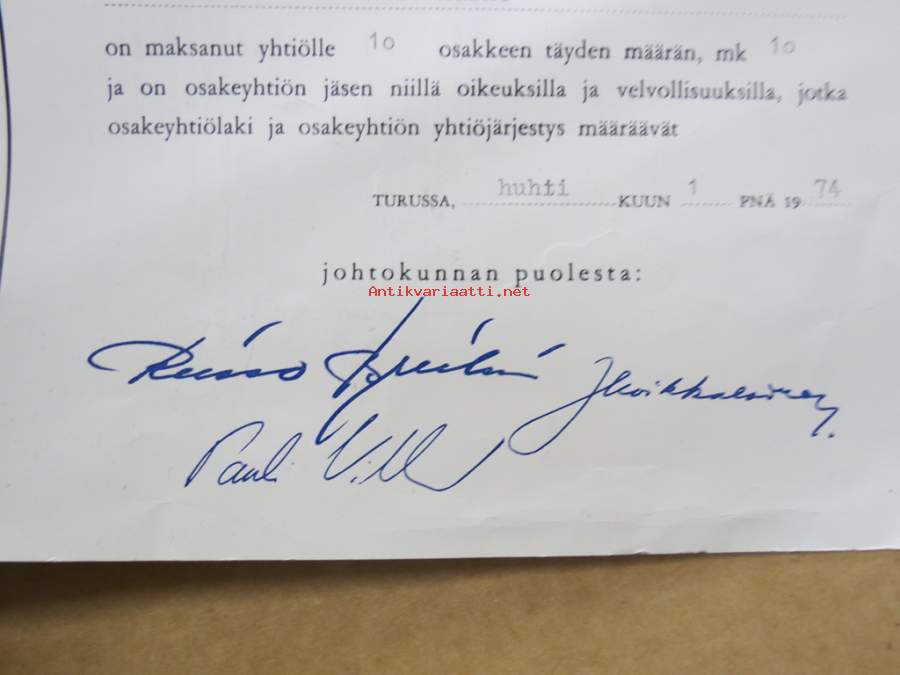 on maksanut yhtiölle 10 osakkeen täyden määrän, mk 10
ja on osakeyhtiön jäsen niillä oikeuksilla ja velvollisuuksilla, jotka
osakeyhtiölaki ja osakeyhtiön yhtiöjärjestys määräävät
TURUSSA, huhti KUUN 1 PNÄ 19 74
johtokunnan puolesta:
Antikvariaatti.net
Pauli